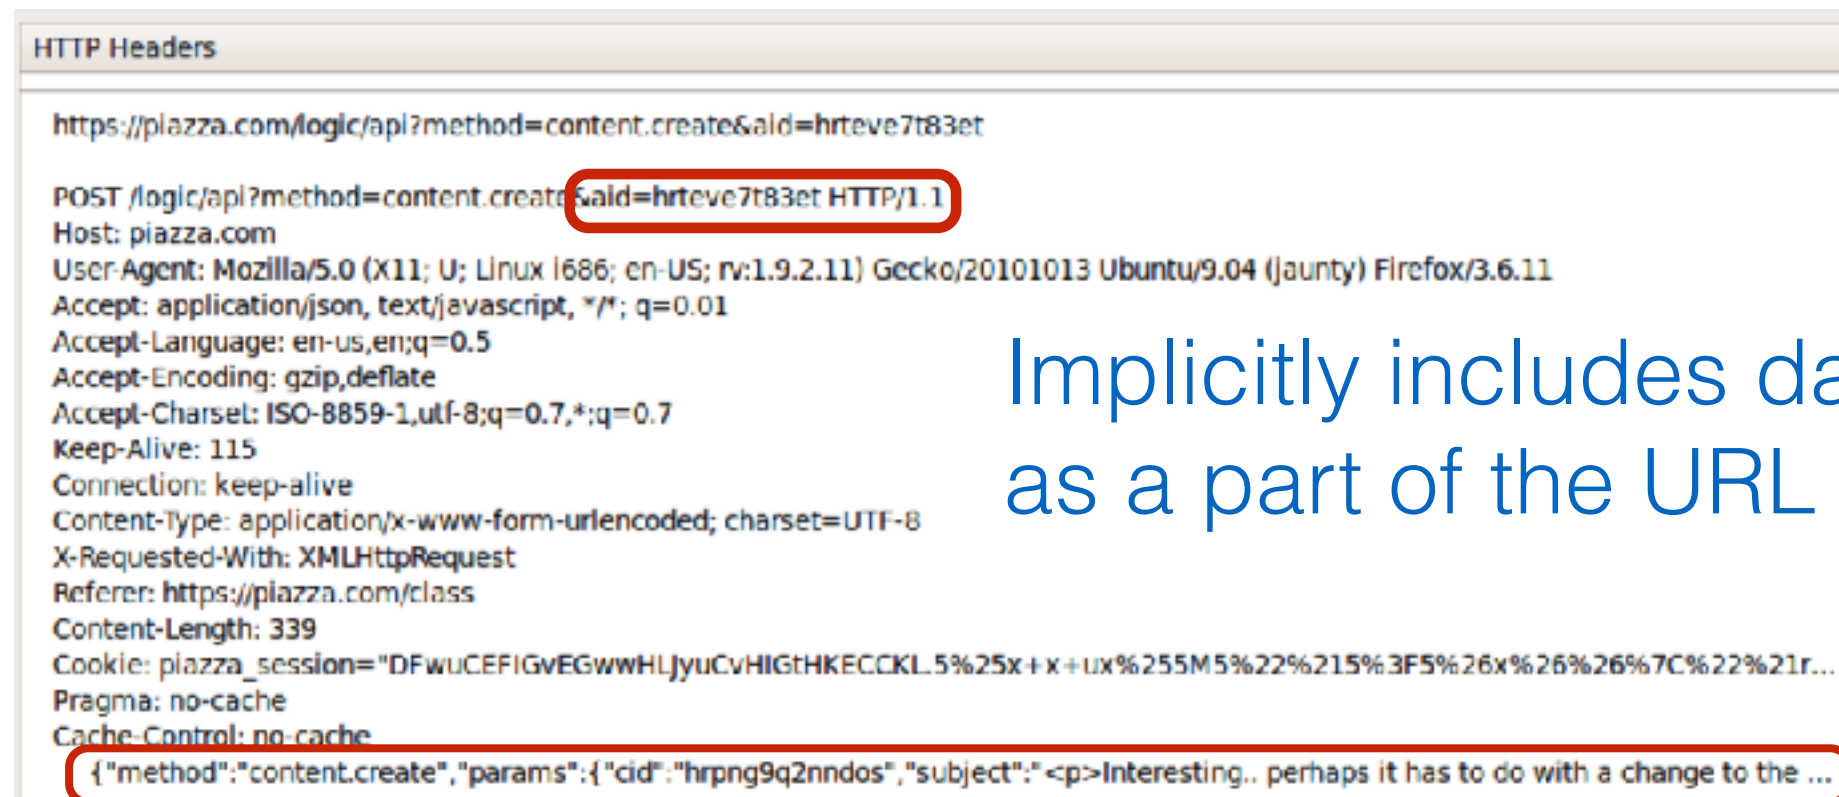 HTTP Headers
https://piazza.com/logic/api?method=content.create&aid=hrteve7t83et
POST /logic/api?method=content.create&aid=hrteve7t83et HTTP/1.1
Host: piazza.com
User-Agent: Mozilla/5.0 (X11; U; Linux i686; en-US; rv:1.9.2.11) Gecko/20101013 Ubuntu/9.04 (jaunty) Firefox/3.6.11
Accept: application/json, text/javascript, */*; q=0.01
Accept-Language: en-us,en;q=0.5
Accept-Encoding: gzip,deflate
Accept-Charset: ISO-8859-1,utf-8;q=0.7,*;q=0.7
Keep-Alive: 115
Connection: keep-alive
Content-Type: application/x-www-form-urlencoded; charset=UTF-8
X-Requested-With: XMLHttpRequest
Referer: https://piazza.com/class
Content-Length: 339
Cookie: piazza_session="DFwuCEFIGvEGwwHLJyuCvHIGtHKECCKL.5%25x+x+ux%255M5%22%215%3F5%26x%26%26%7C%22%21r...
Pragma: no-cache
Cache-Control: no-cache
{"method":"content.create","params":{"cid":"hrpng9q2nndos","subject":"<p>Interesting.. perhaps it has to do with a change to the ...
Implicitly includes da
as a part of the URL